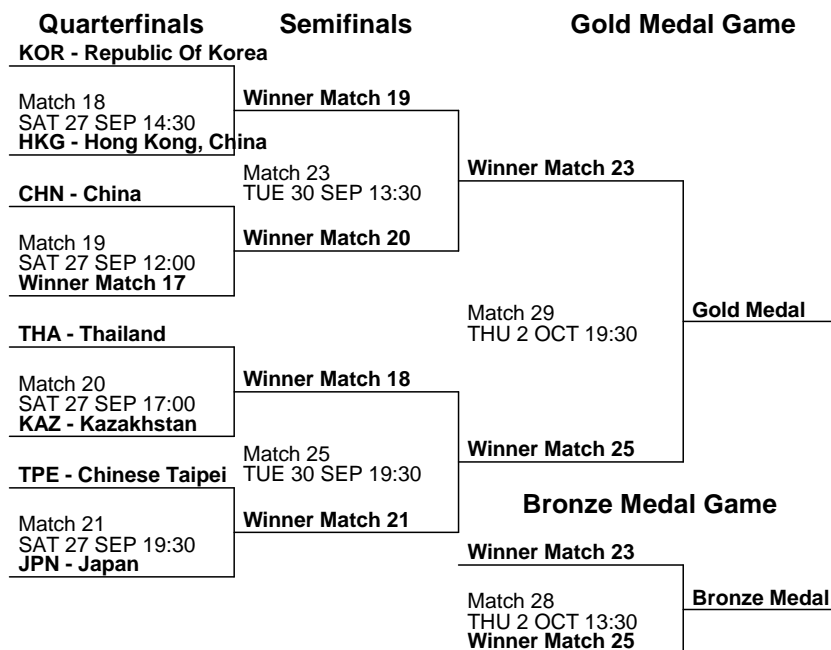 Quarterfinals
Semifinals
Gold Medal Game
KOR - Republic Of Korea
Match 18
SAT 27 SEP 14:30
HKG - Hong Kong, China
CHN - China
Match 19
SAT 27 SEP 12:00
Winner Match 17
THA - Thailand
Match 20
SAT 27 SEP 17:00
KAZ - Kazakhstan
TPE - Chinese Taipei
Match 21
SAT 27 SEP 19:30
JPN - Japan
Winner Match 19
Match 23
TUE 30 SEP 13:30
Winner Match 20
Winner Match 18
Match 25
TUE 30 SEP 19:30
Winner Match 21
Winner Match 23
Match 29
THU 2 OCT 19:30
Winner Match 25
Gold Medal
Bronze Medal Game
Winner Match 23
Match 28
THU 2 OCT 13:30
Winner Match 25
Bronze Medal